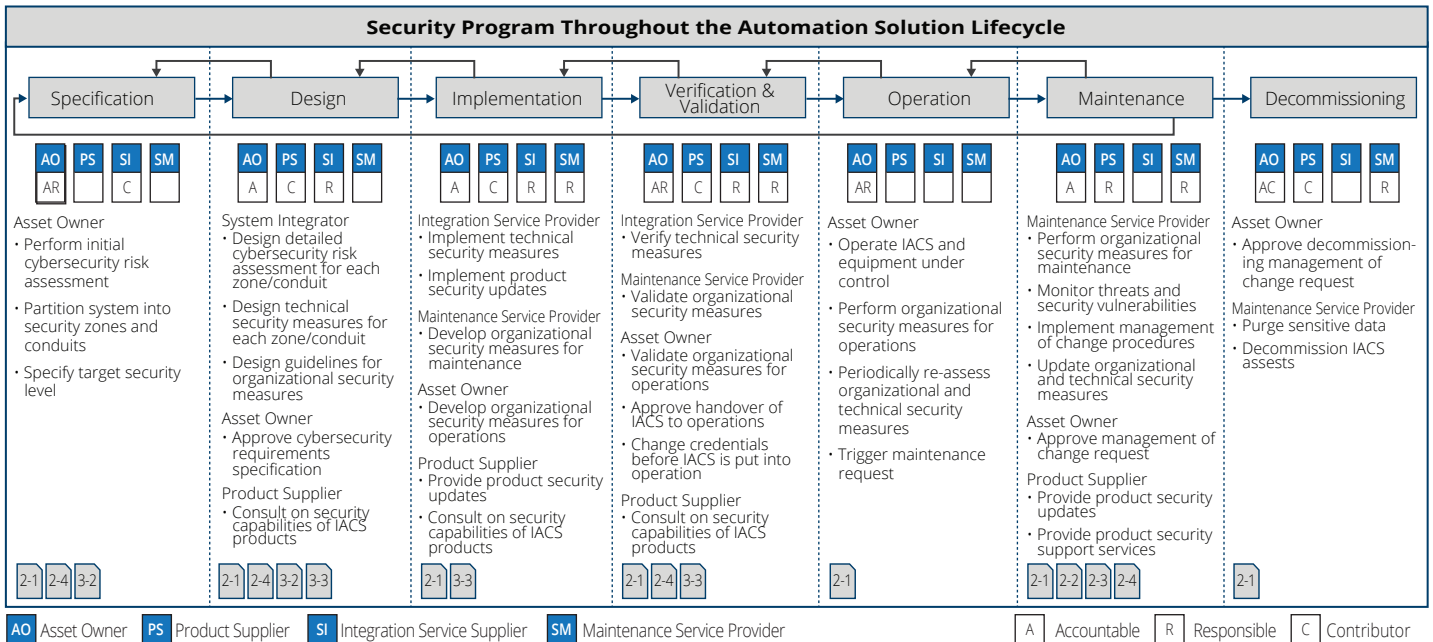 Security Program Throughout the Automation Solution Lifecycle
Specification
Design
Implementation
Verification &
Validation
Operation
Maintenance
Decommissioning
AO PS SI SM
AR C
Asset Owner
• Perform initial
cybersecurity risk
assessment
• Partition system into
security zones and
conduits
• Specify target security
level
2-1 2-4 3-2
AO PS SI SM
A C R
System Integrator
• Design detailed
cybersecurity risk
assessment for each
zone/conduit
• Design technical
security measures for
each zone/conduit
• Design guidelines for
organizational security
measures
Asset Owner
• Approve cybersecurity
requirements
specification
Product Supplier
• Consult on security
capabilities of IACS
products
2-1 2-4 3-2 3-3
AO PS SI SM
A C R R
Integration Service Provider
• Implement technical
security measures
• Implement product
security updates
Maintenance Service Provider
• Develop organizational
security measures for
maintenance
Asset Owner
• Develop organizational
security measures for
operations
Product Supplier
• Provide product security
updates
• Consult on security
capabilities of IACS
products
2-1 3-3
AO PS SI SM
AR C R R
Integration Service Provider
• Verify technical security
measures
Maintenance Service Provider
• Validate organizational
security measures
Asset Owner
• Validate organizational
security measures for
operations
• Approve handover of
IACS to operations
• Change credentials
before IACS is put into
operation
Product Supplier
• Consult on security
capabilities of IACS
products
2-1 2-4 3-3
AO PS SI SM
AR
Asset Owner
• Operate IACS and
equipment under
control
• Perform organizational
security measures for
operations
• Periodically re-assess
organizational and
technical security
measures
• Trigger maintenance
request
2-1
AO PS SI SM
A R R
Maintenance Service Provider
• Perform organizational
security measures for
maintenance
• Monitor threats and
security vulnerabilities
• Implement management
of change procedures
• Update organizational
and technical security
measures
Asset Owner
• Approve management of
change request
Product Supplier
• Provide product security
updates
• Provide product security
support services
2-1 2-2 2-3 2-4
AO PS SI SM
AC C R
Asset Owner
• Approve decommission-
ing management of
change request
Maintenance Service Provider
• Purge sensitive data
• Decommission IACS
assests
2-1
AO Asset Owner PS Product Supplier SI Integration Service Supplier SM Maintenance Service Provider A Accountable R Responsible C Contributor